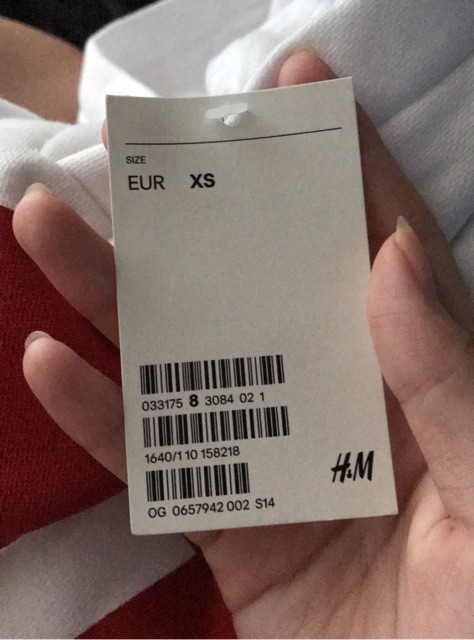 SIZE
EUR XS
033175 8 3084 02 1
1640/1 10 158218
OG 0657942 002 S14
H&M